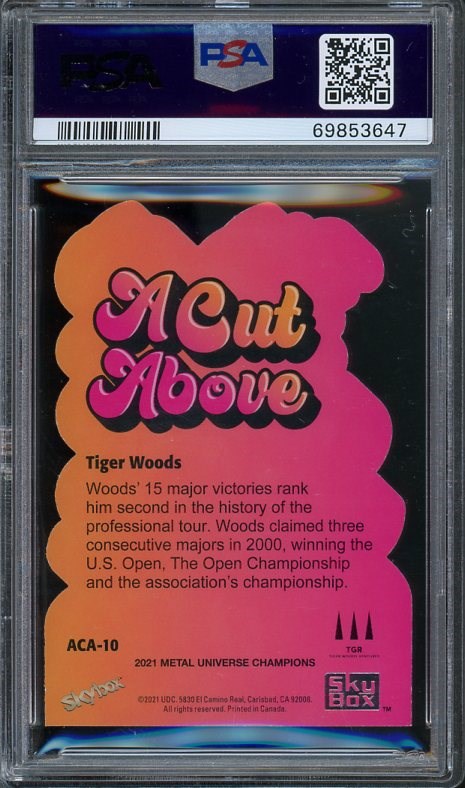 PSA
PSA
69853647
A Cut
Above
Tiger Woods
Woods' 15 major victories rank
him second in the history of the
professional tour. Woods claimed three
consecutive majors in 2000, winning the
U.S. Open, The Open Championship
and the association's championship.
ACA-10
TGR
2021 METAL UNIVERSE CHAMPIONS
SKYBOX
©2021 UDC. 5830 El Camino Real, Carlsbad, CA 92008.
All rights reserved. Printed in Canada.
SkyBox TM